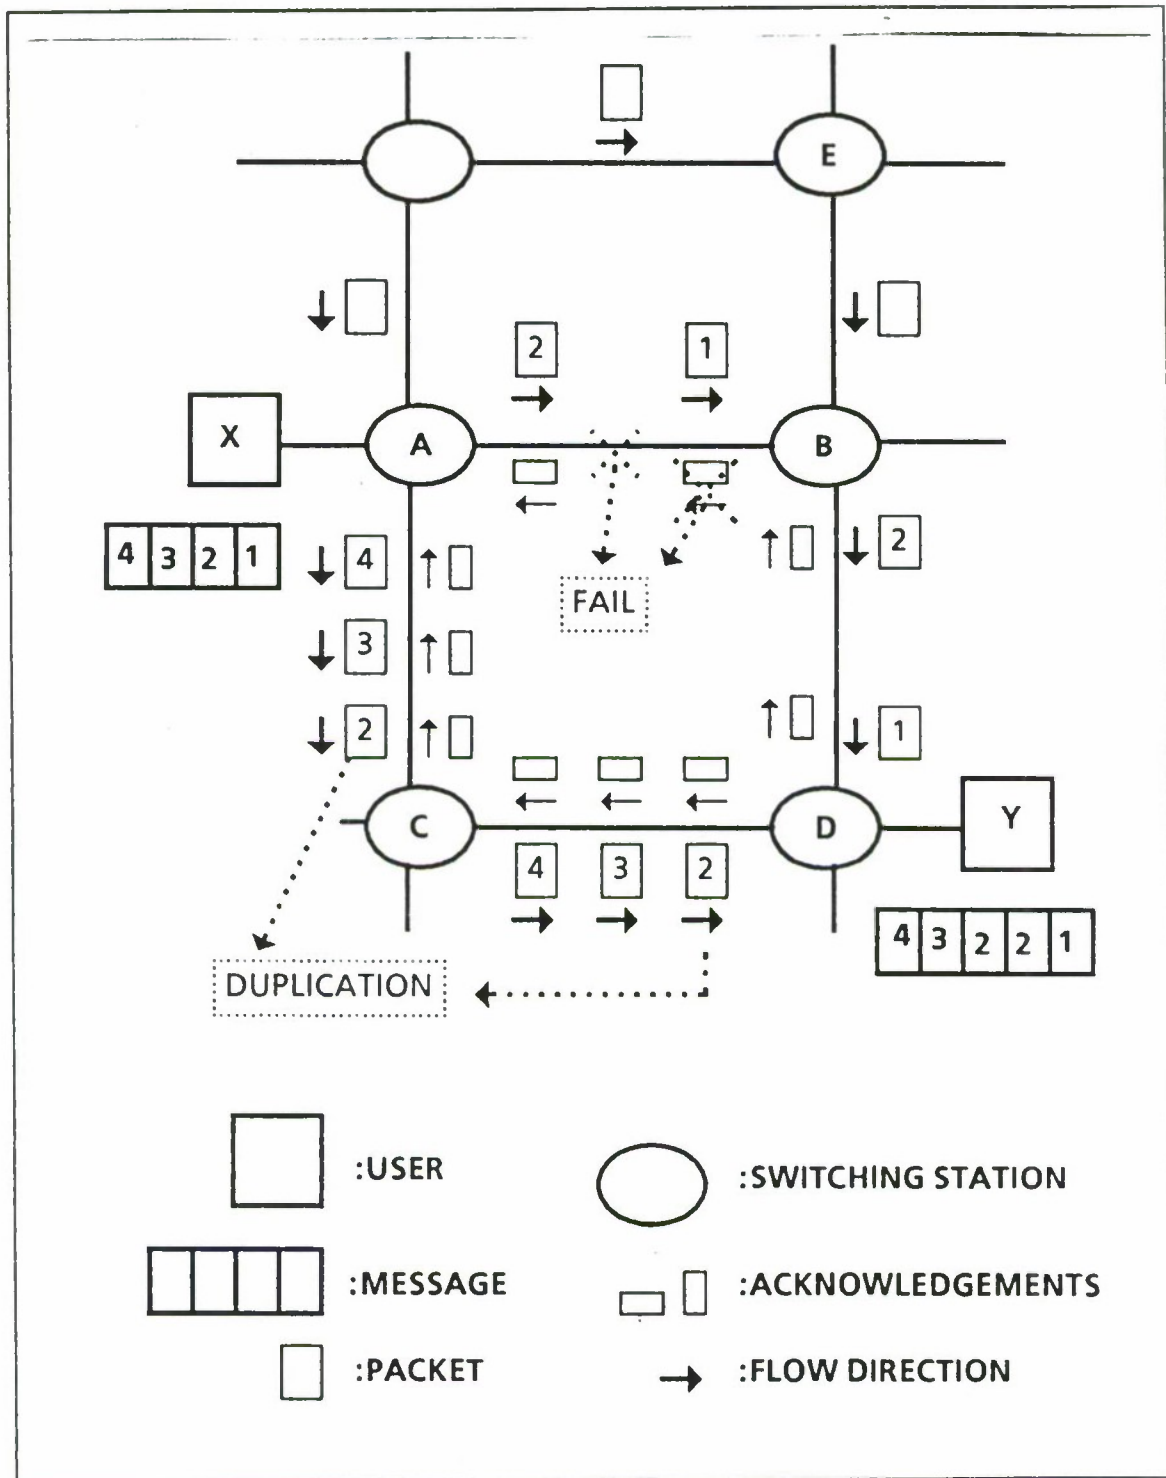 E
2
1
X
A
B
4 3 2 1
4
2
FAIL
3
2
1
C
D
Y
4
3
2
4 3 2 2 1
DUPLICATION
:USER
:SWITCHING STATION
:MESSAGE
:ACKNOWLEDGEMENTS
:PACKET
:FLOW DIRECTION